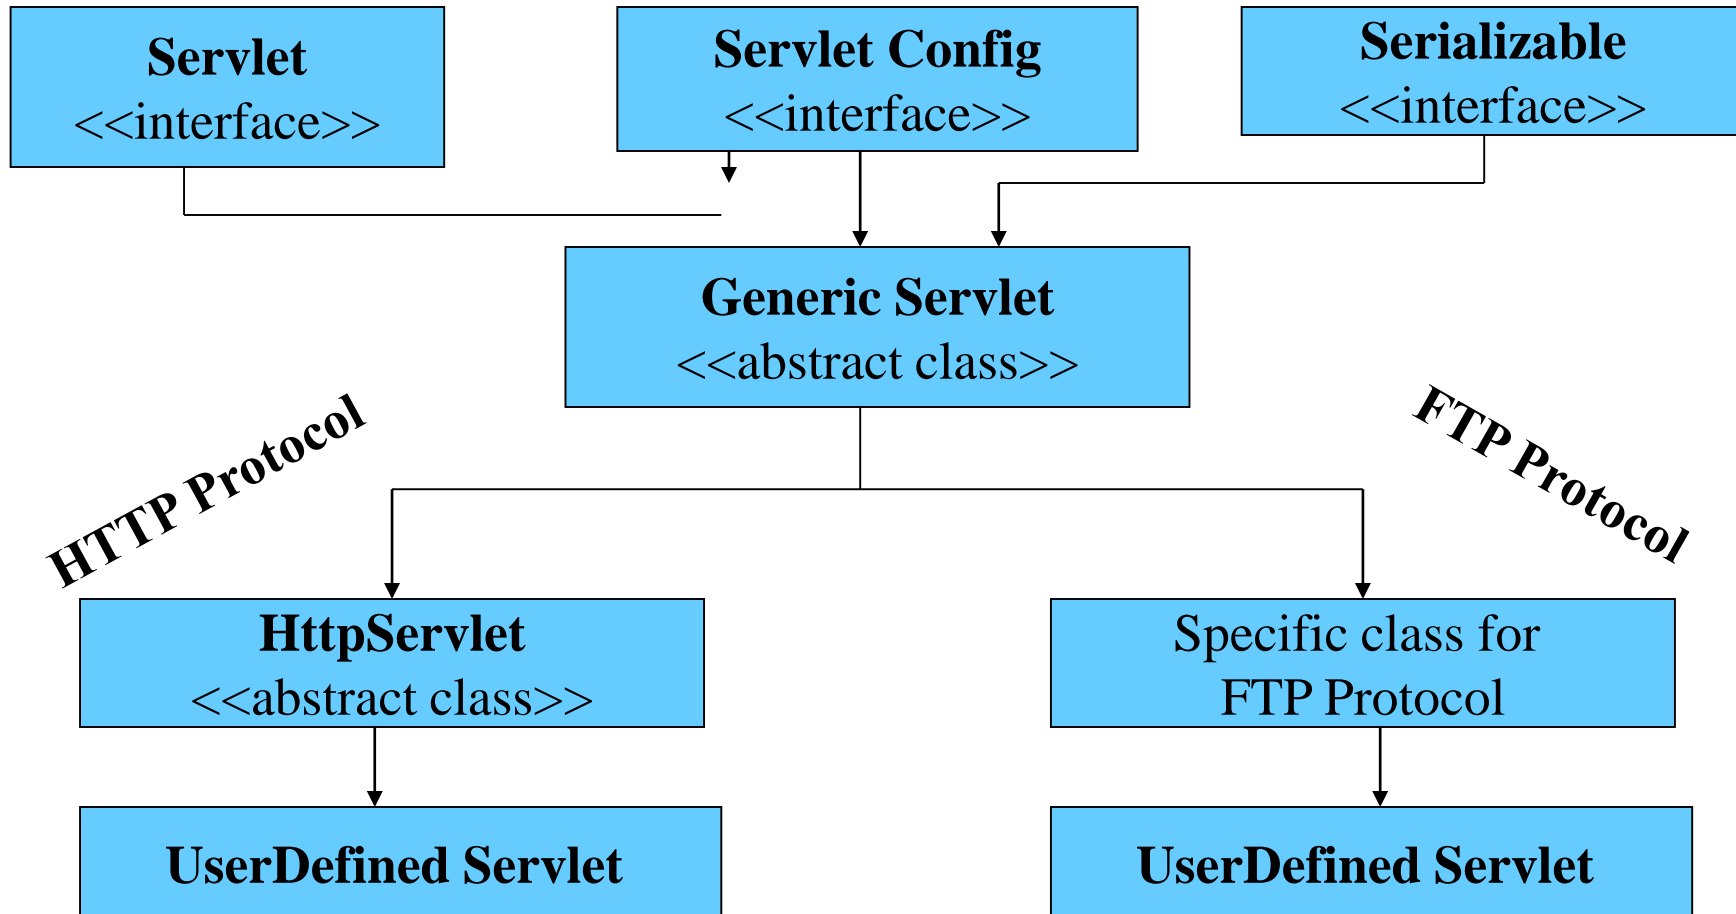 Servlet
<<interface>>
Servlet Config
<<interface>>
Serializable
<<interface>>
Generic Servlet
<<abstract class>>
HTTP Protocol
FTP Protocol
HttpServlet
<<abstract class>>
Specific class for
FTP Protocol
UserDefined Servlet
UserDefined Servlet